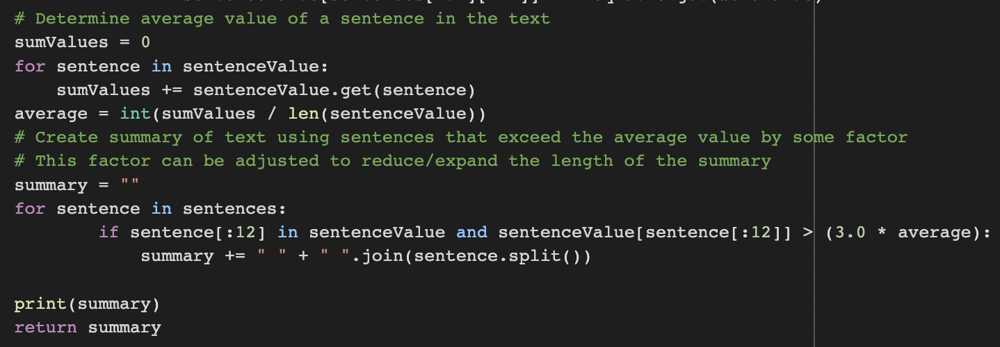 # Determine average value of a sentence in the text
sumValues = 0
for sentence in sentenceValue:
    sumValues += sentenceValue.get(sentence)
average = int(sumValues / len(sentenceValue))
# Create summary of text using sentences that exceed the average value by some factor
# This factor can be adjusted to reduce/expand the length of the summary
summary = ""
for sentence in sentences:
        if sentence[:12] in sentenceValue and sentenceValue[sentence[:12]] > (3.0 * average):
            summary += " " + " ".join(sentence.split())
print(summary)
return summary